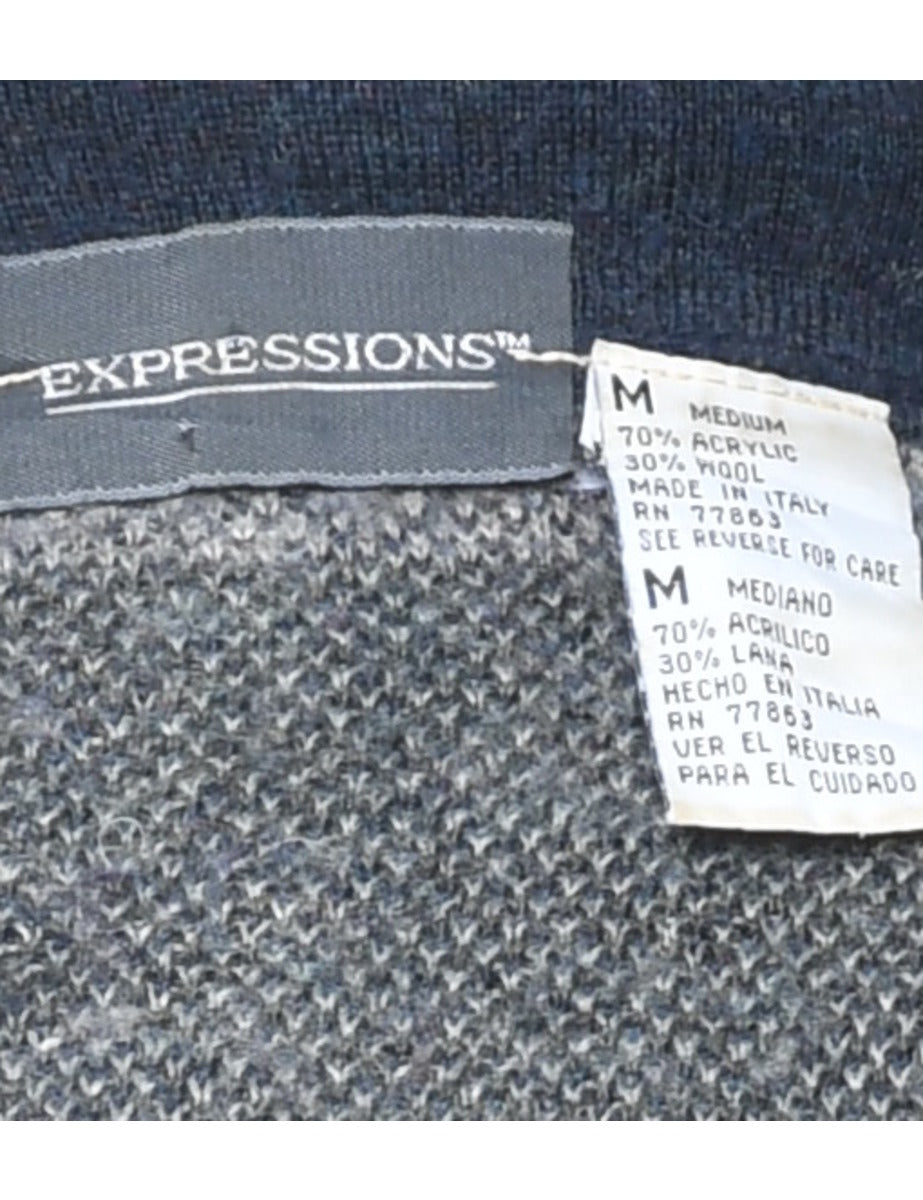 EXPRESSIONS™
M MEDIUM
70% ACRYLIC
30% WOOL
MADE IN ITALY
RN 77863
SEE REVERSE FOR CARE
M MEDIANO
70% ACRILICO
30% LANA
HECHO EN ITALIA
RN 77863
VER EL REVERSO
PARA EL CUIDADO